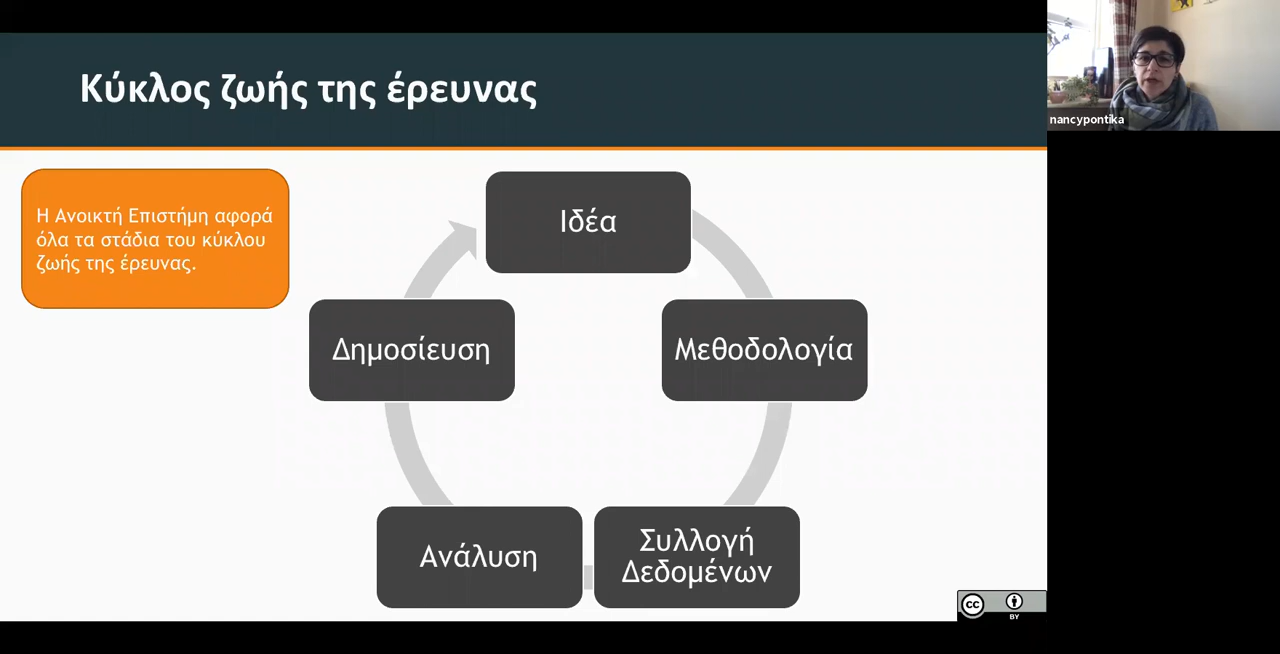 Κύκλος ζωής της έρευνας
nancypontika
Η Ανοικτή Επιστήμη αφορά
όλα τα στάδια του κύκλου
ζωής της έρευνας.
Ιδέα
Δημοσίευση
Μεθοδολογία
Ανάλυση
Συλλογή
Δεδομένων
cc
BY